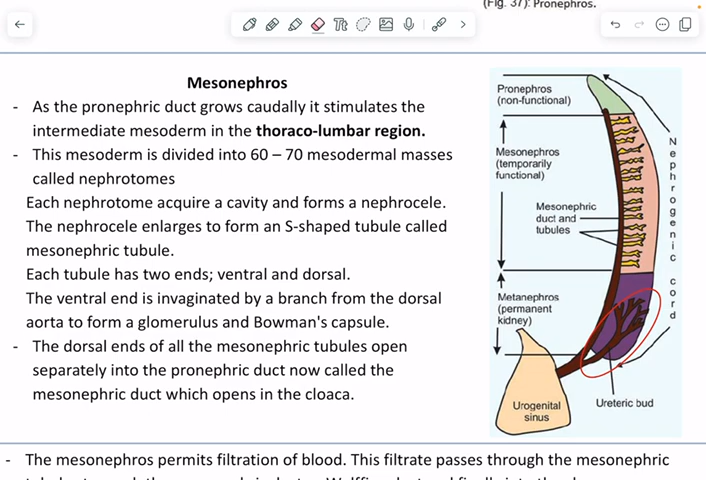 (Fig. 37): Pronephros.
Mesonephros
- As the pronephric duct grows caudally it stimulates the
intermediate mesoderm in the thoraco-lumbar region.
- This mesoderm is divided into 60 – 70 mesodermal masses
called nephrotomes
Each nephrotome acquire a cavity and forms a nephrocele.
The nephrocele enlarges to form an S-shaped tubule called
mesonephric tubule.
Each tubule has two ends; ventral and dorsal.
The ventral end is invaginated by a branch from the dorsal
aorta to form a glomerulus and Bowman's capsule.
- The dorsal ends of all the mesonephric tubules open
separately into the pronephric duct now called the
mesonephric duct which opens in the cloaca.
Pronephros
(non-functional)
Mesonephros
(temporarily
functional)
Mesonephric
duct and
tubules
Metanephros
(permanent
kidney)
Urogenital
sinus
Ureteric bud
Nephrogenic cord
- The mesonephros permits filtration of blood. This filtrate passes through the mesonephric